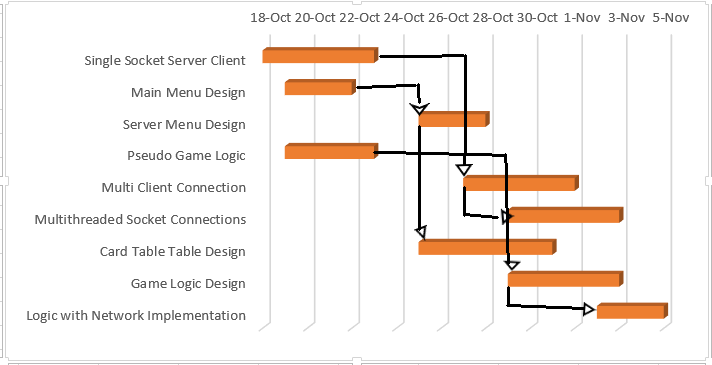 18-Oct 20-Oct 22-Oct 24-Oct 26-Oct 28-Oct 30-Oct 1-Nov 3-Nov 5-Nov
Single Socket Server Client
Main Menu Design
Server Menu Design
Pseudo Game Logic
Multi Client Connection
Multithreaded Socket Connections
Card Table Table Design
Game Logic Design
Logic with Network Implementation